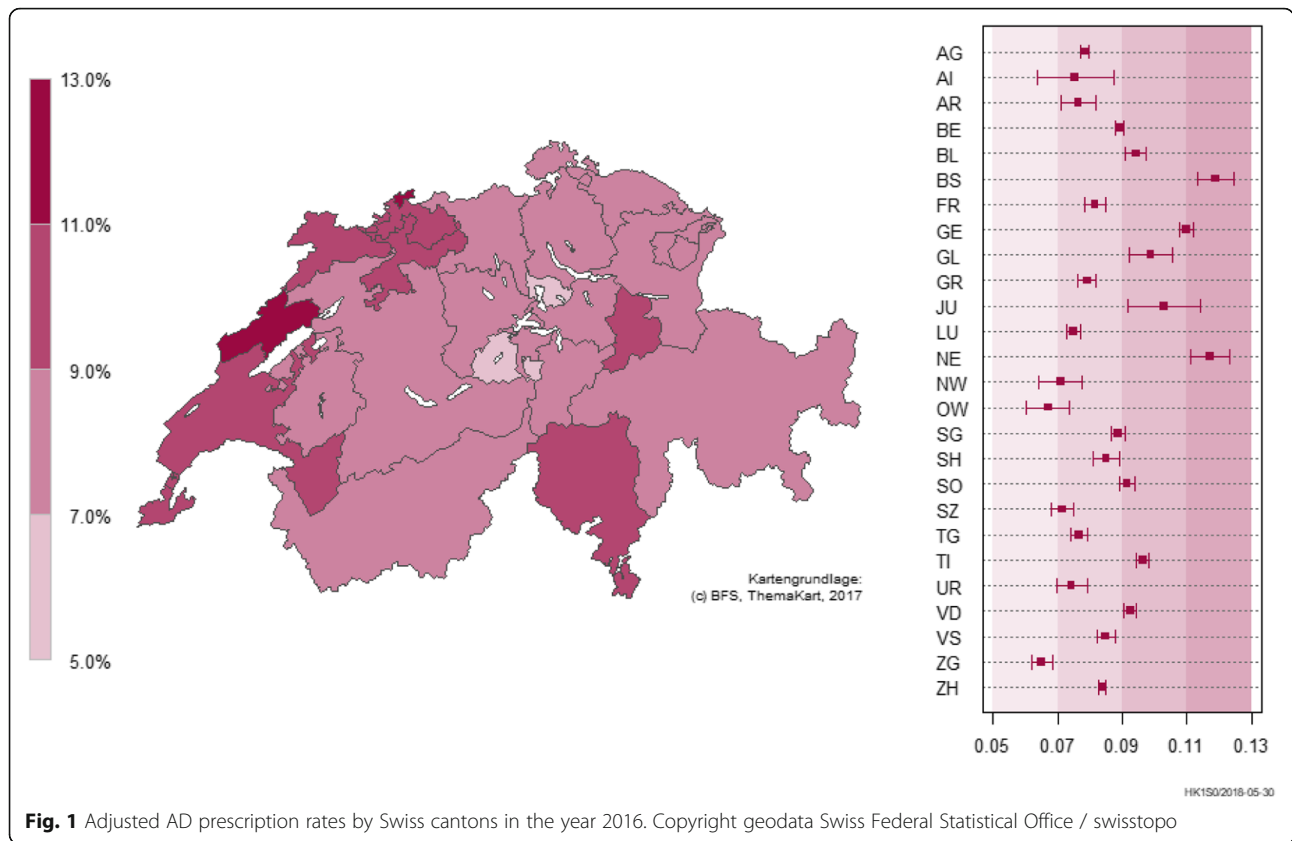 13.0%
11.0%
9.0%
7.0%
5.0%
Kartengrundlage:
(c) BFS, ThemaKart, 2017
AG
AI
AR
BE
BL
BS
FR
GE
GL
GR
JU
LU
NE
NW
OW
SG
SH
SO
SZ
TG
TI
UR
VD
VS
ZG
ZH
0.05 0.07 0.09 0.11 0.13
HK1S0/2018-05-30
Fig. 1 Adjusted AD prescription rates by Swiss cantons in the year 2016. Copyright geodata Swiss Federal Statistical Office / swisstopo